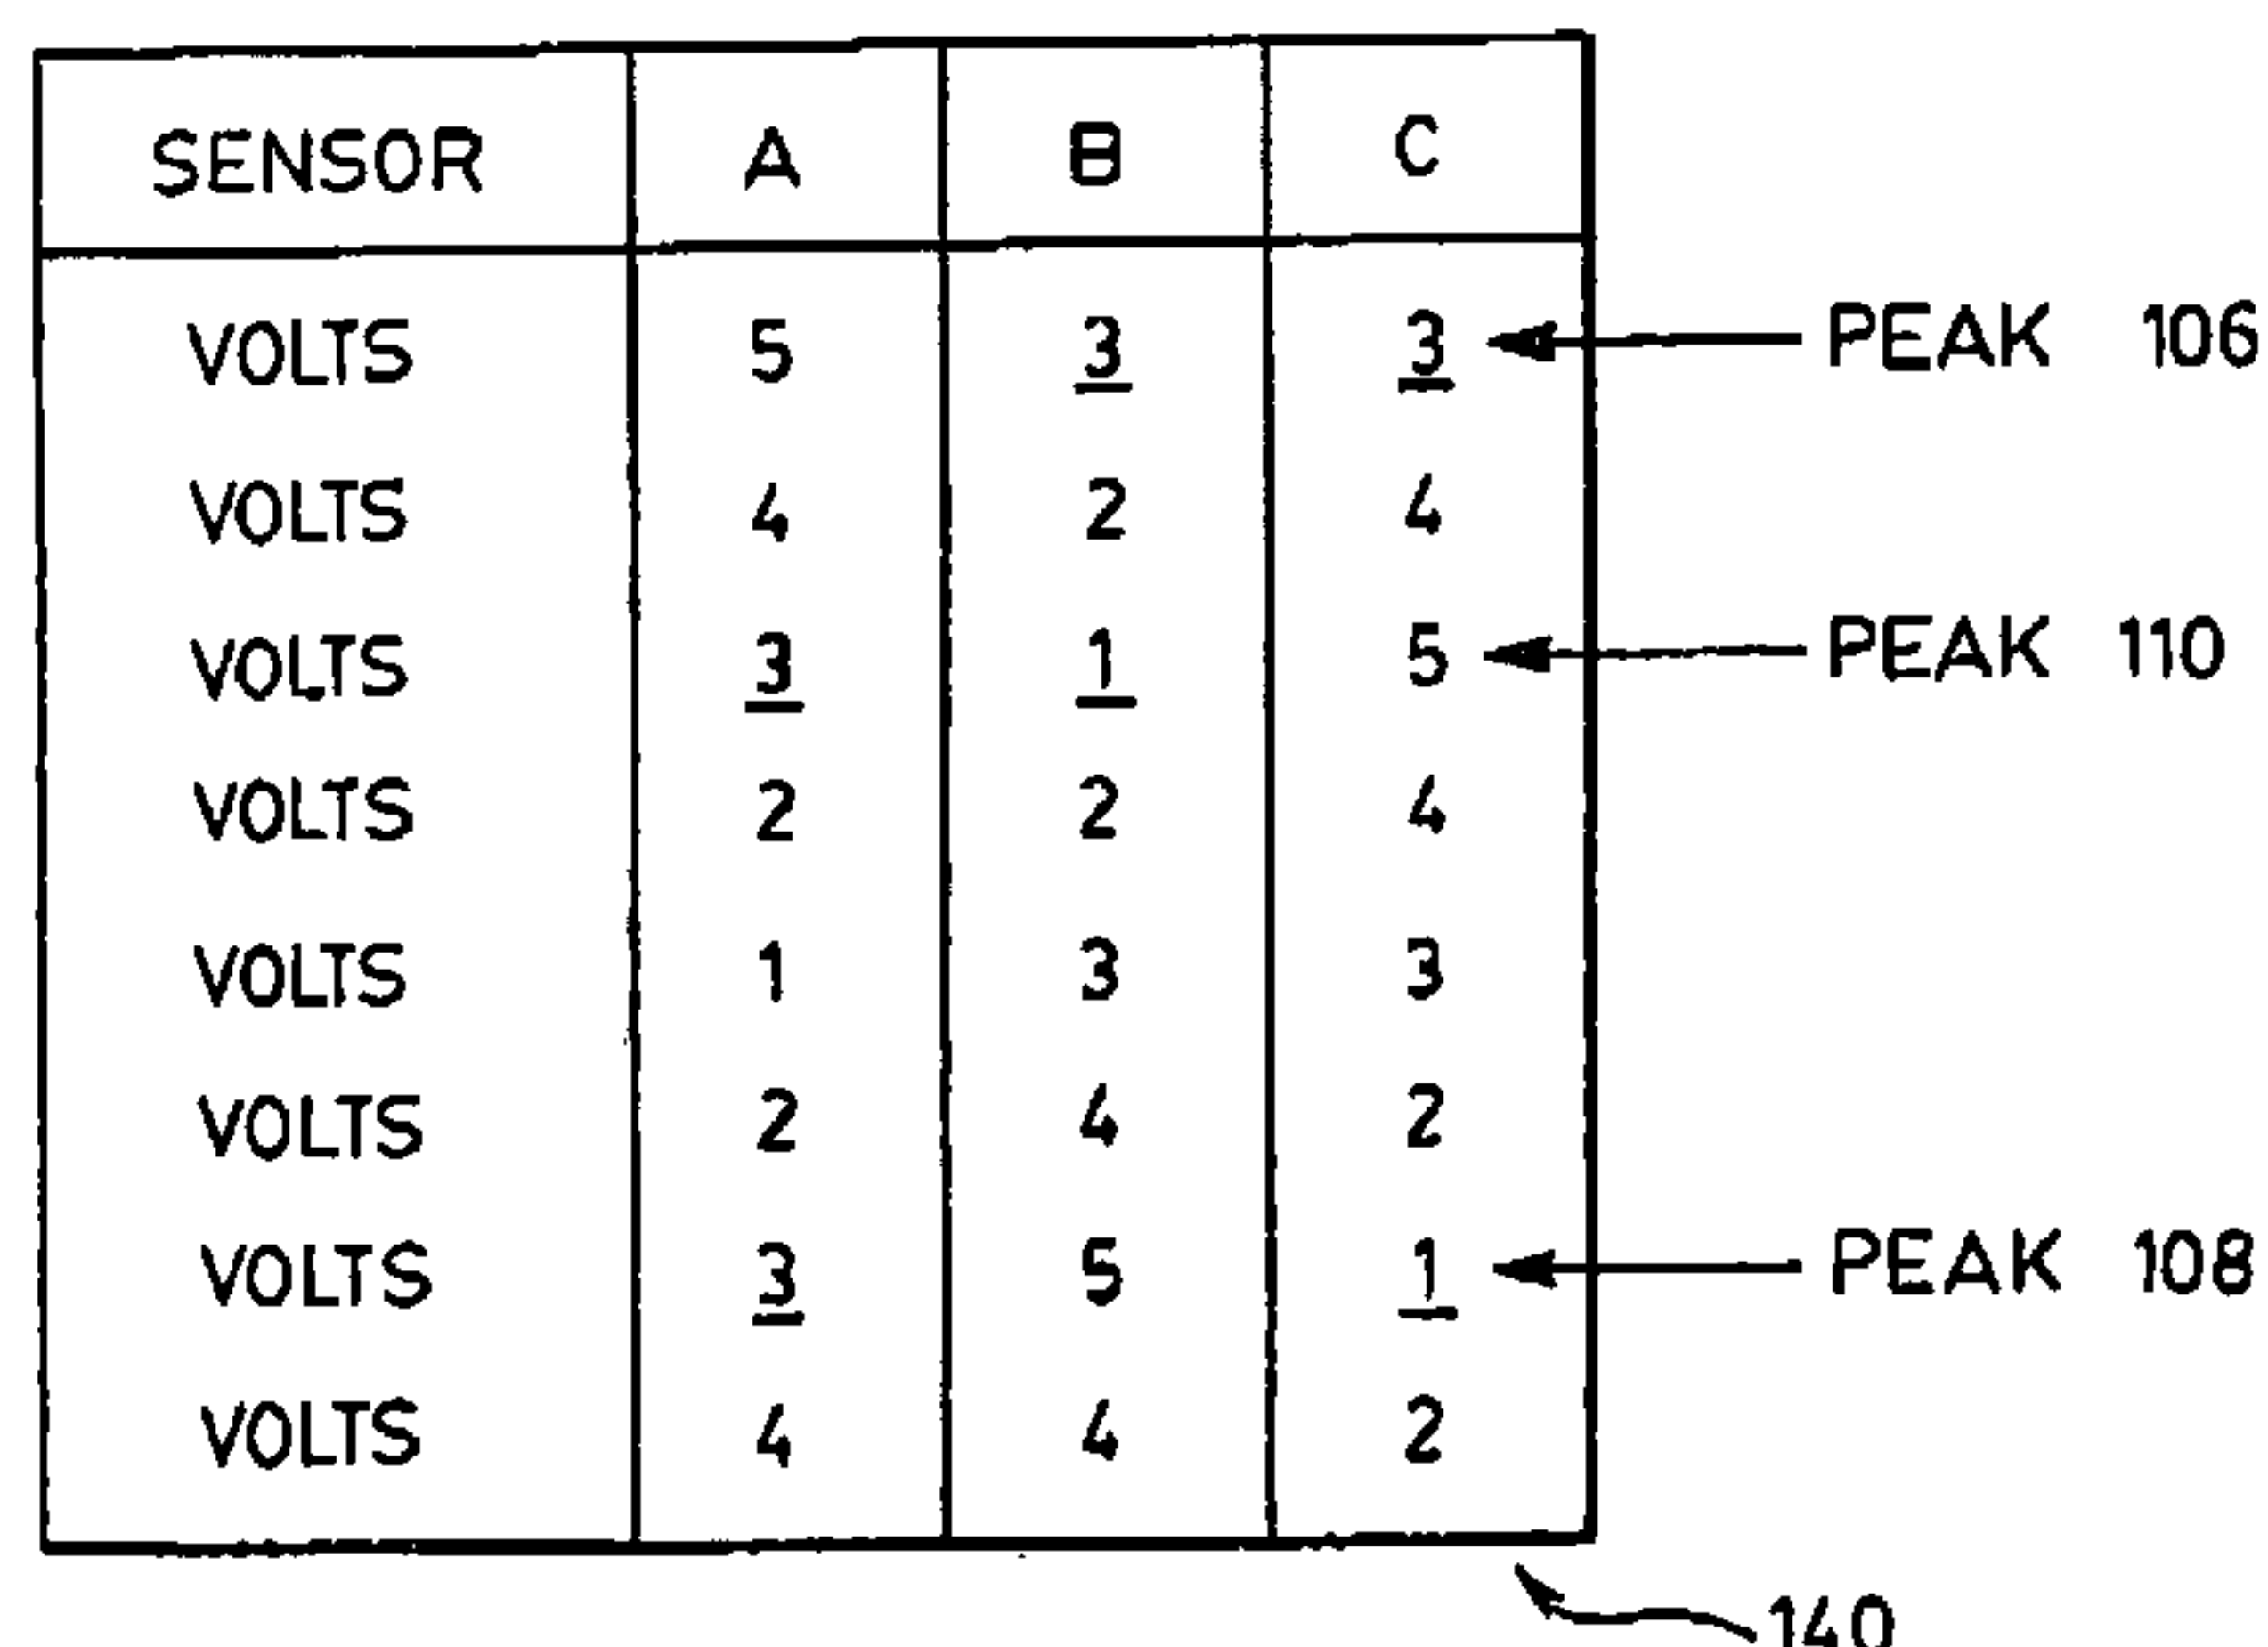 SENSOR A B C
VOLTS 5 3 3 PEAK 106
VOLTS 4 2 4
VOLTS 3 1 5 PEAK 110
VOLTS 2 2 4
VOLTS 1 3 3
VOLTS 2 4 2
VOLTS 3 5 1 PEAK 108
VOLTS 4 4 2
140